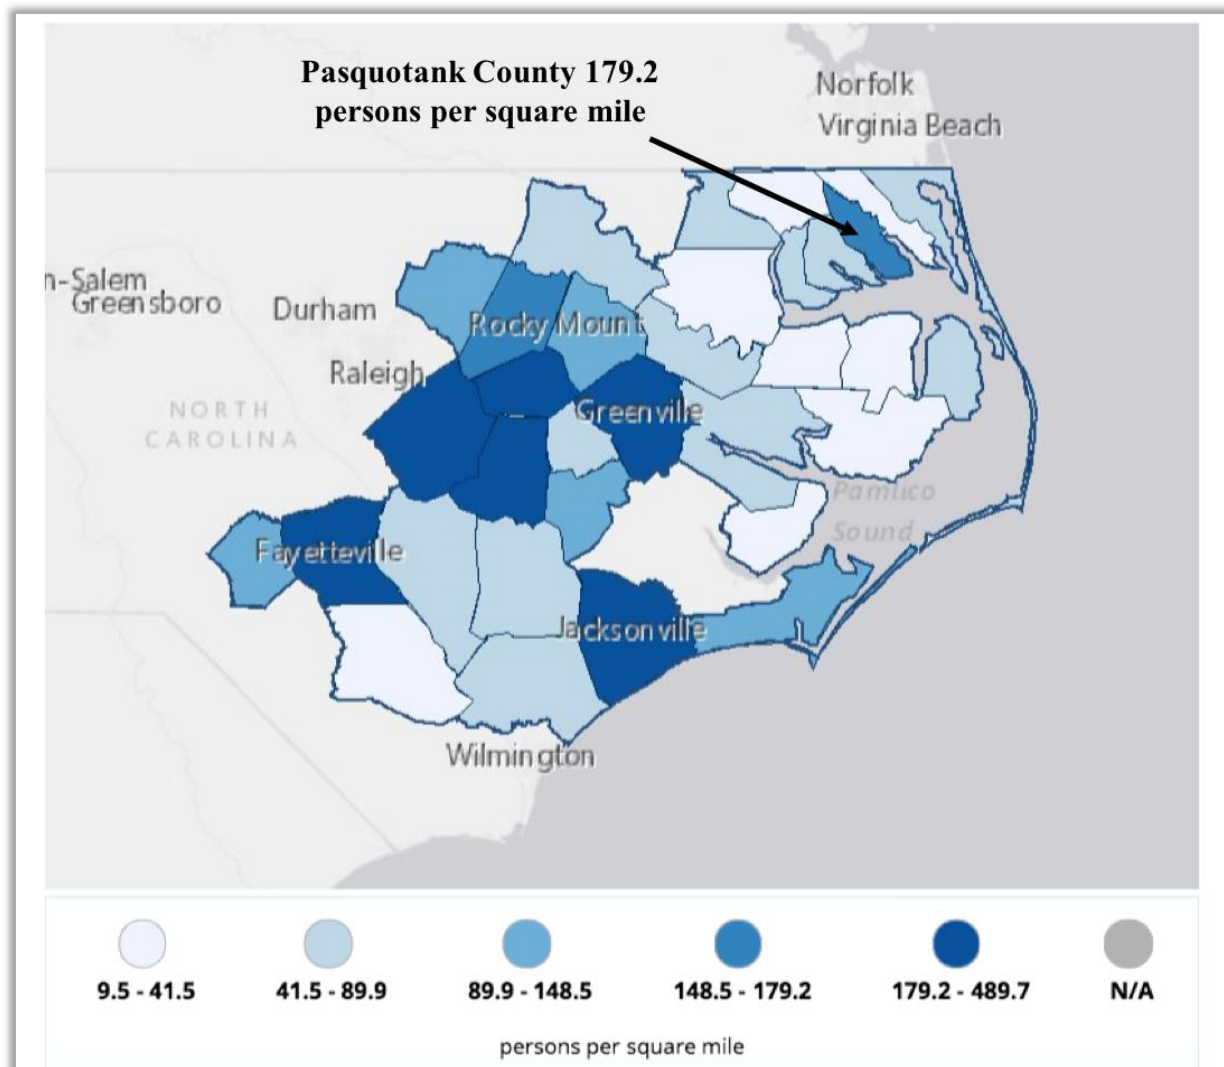 Pasquotank County 179.2
persons per square mile
Norfolk
Virginia Beach
n-Salem
Greensboro
Durham
Rocky Mount
Raleigh
NORTH
CAROLINA
Greenville
Pamlico
Sound
Fayetteville
Jacksonville
Wilmington
9.5 - 41.5
41.5 - 89.9
89.9 - 148.5
148.5 - 179.2
179.2 - 489.7
N/A
persons per square mile